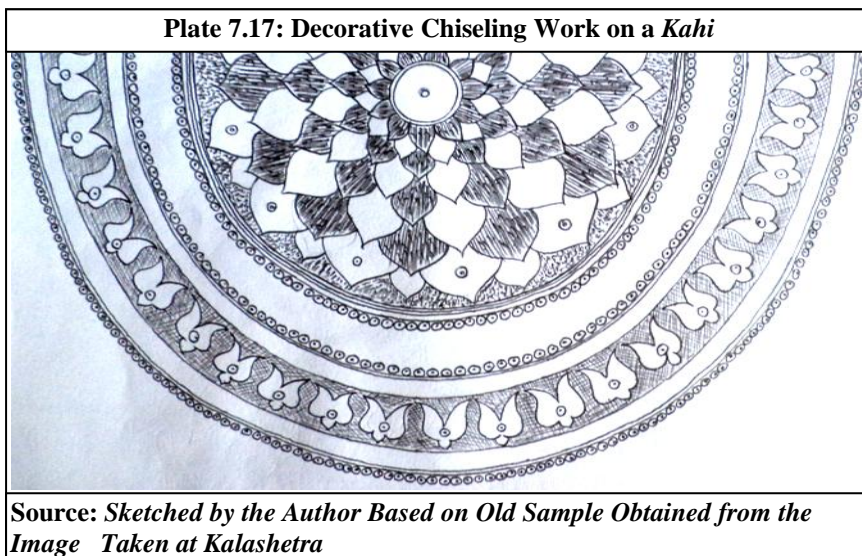 Plate 7.17: Decorative Chiseling Work on a Kahi
Source: Sketched by the Author Based on Old Sample Obtained from the
Image Taken at Kalashetra